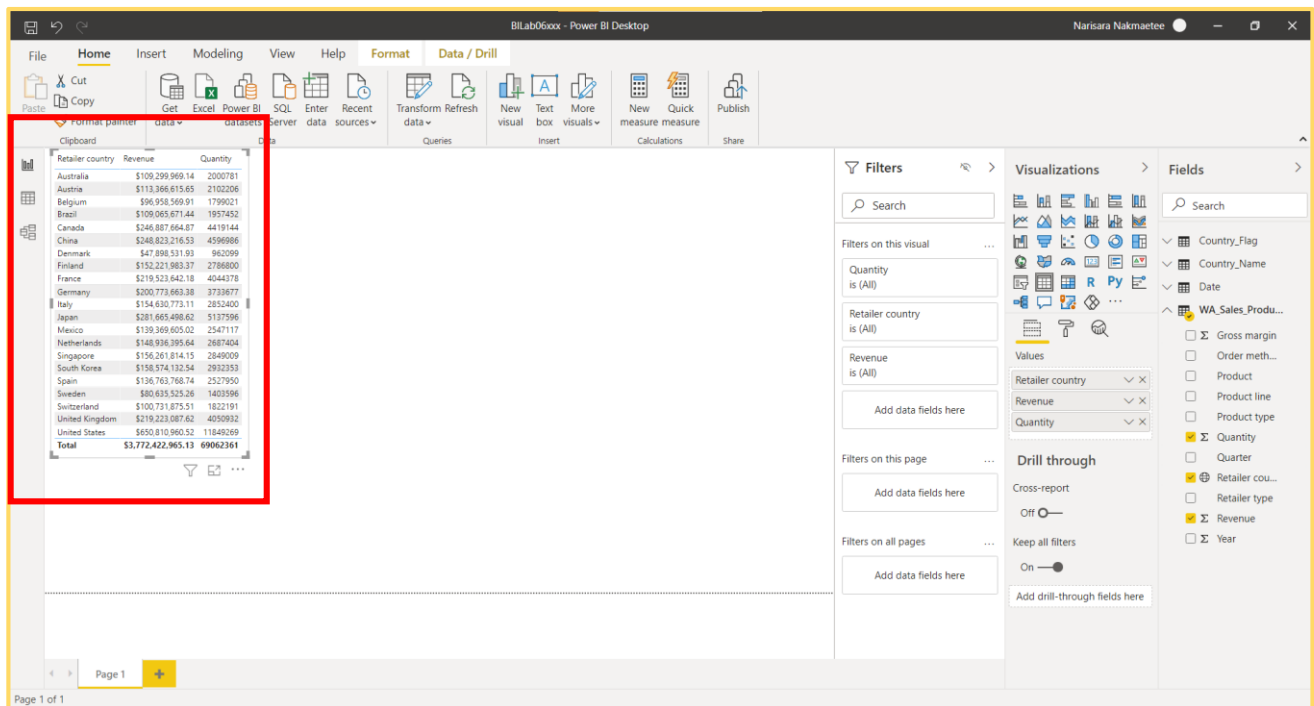 BILab06xxx - Power BI Desktop
Narisara Nakmaetee
File Home Insert Modeling View Help Format Data / Drill
Paste
Cut
Copy
Format painter
Clipboard
Get data
Excel
Power BI datasets
SQL Server
Enter data
Recent sources
Data
Transform data
Refresh
Queries
New visual
Text box
More visuals
Insert
New measure
Quick measure
Calculations
Publish
Share
Retailer country Revenue Quantity
Australia $109,299,969.14 2000781
Austria $113,366,615.65 2102206
Belgium $96,958,569.91 1799021
Brazil $109,065,671.44 1957452
Canada $246,887,664.87 4419144
China $248,823,216.53 4596986
Denmark $47,898,531.93 962099
Finland $152,221,983.37 2786800
France $219,523,642.18 4044378
Germany $200,773,663.38 3733677
Italy $154,630,773.11 2852400
Japan $281,665,498.62 5137596
Mexico $139,369,605.02 2547117
Netherlands $148,936,395.64 2687404
Singapore $156,261,814.15 2849009
South Korea $158,574,132.54 2932353
Spain $136,763,768.74 2527950
Sweden $80,635,525.26 1403596
Switzerland $100,731,875.51 1822191
United Kingdom $219,223,087.62 4050932
United States $650,810,960.52 11849269
Total $3,772,422,965.13 69062361
Filters
Search
Filters on this visual ...
Quantity
is (All)
Retailer country
is (All)
Revenue
is (All)
Add data fields here
Filters on this page ...
Add data fields here
Filters on all pages ...
Add data fields here
Visualizations
R Py
...
Values
Retailer country
Revenue
Quantity
Drill through
Cross-report
Off
Keep all filters
On
Add drill-through fields here
Fields
Search
Country_Flag
Country_Name
Date
WA_Sales_Produ...
Σ Gross margin
Order meth...
Product
Product line
Product type
Σ Quantity
Quarter
Retailer cou...
Retailer type
Σ Revenue
Σ Year
Page 1
Page 1 of 1